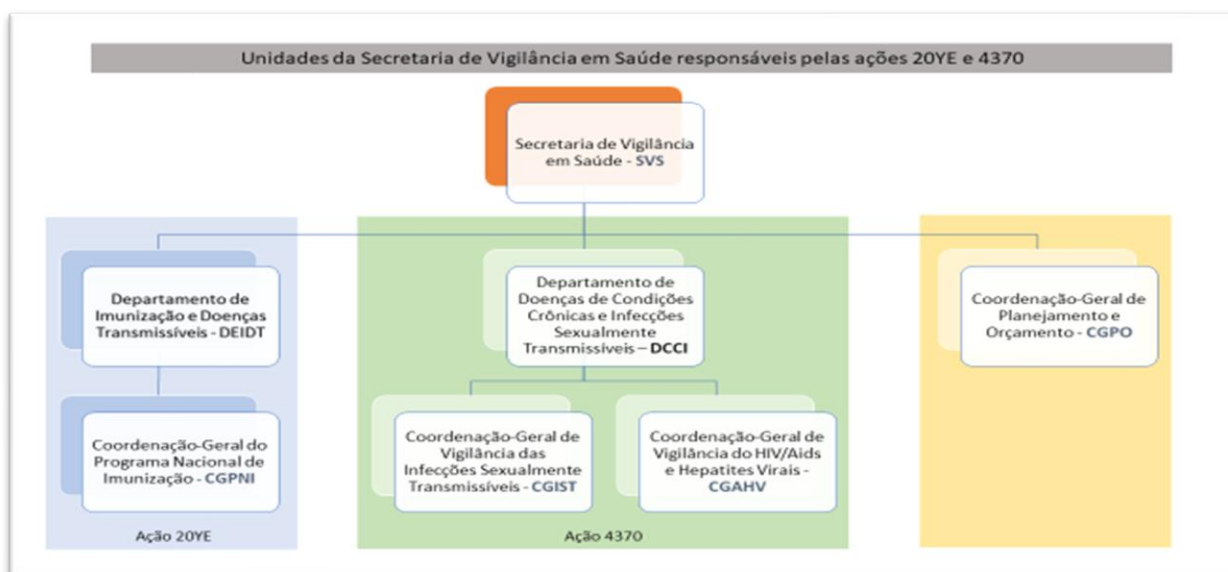 Unidades da Secretaria de Vigilância em Saúde responsáveis pelas ações 20YE e 4370
Secretaria de Vigilância
em Saúde - SVS
Departamento de
Imunização e Doenças
Transmissíveis - DEIDT
Departamento de
Doenças de Condições
Crônicas e Infecções
Sexualmente
Transmissíveis – DCCI
Coordenação-Geral de
Planejamento e
Orçamento - CGPO
Coordenação-Geral do
Programa Nacional de
Imunização - CGPNI
Coordenação-Geral de
Vigilância das
Infecções Sexualmente
Transmissíveis - CGIST
Coordenação-Geral de
Vigilância do HIV/Aids
e Hepatites Virais -
CGAHV
Ação 20YE
Ação 4370